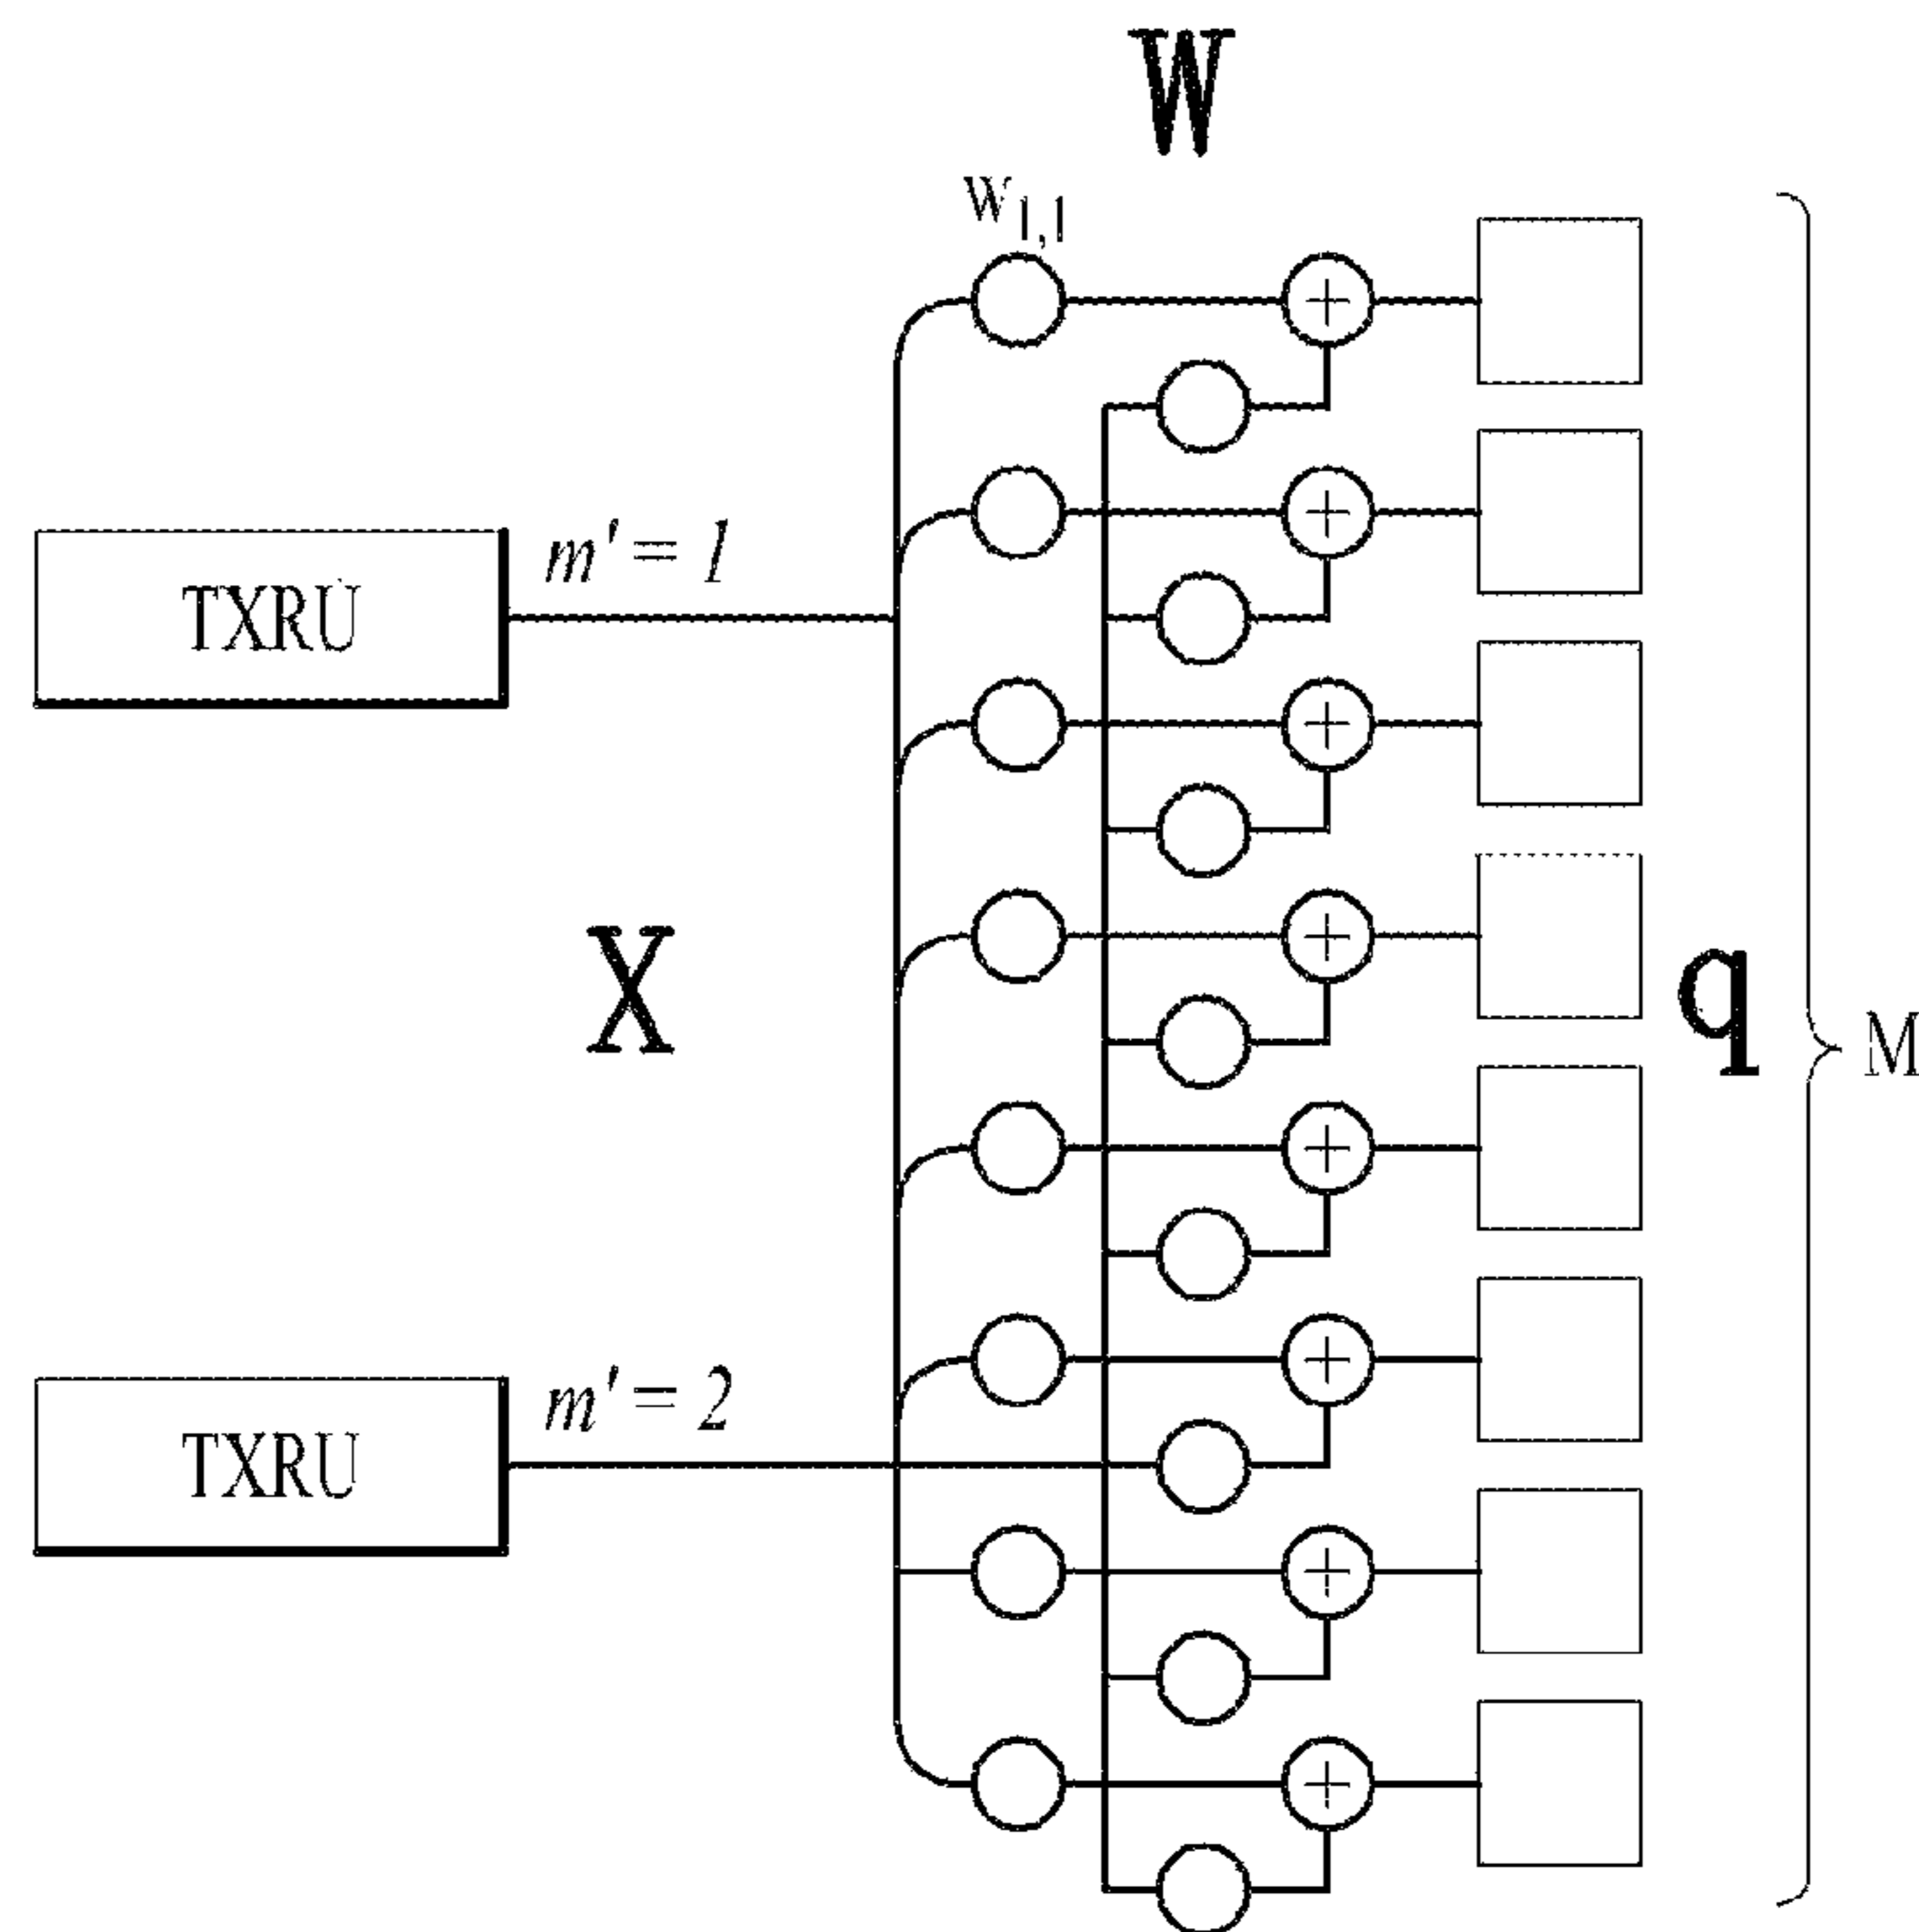 W
w1,1
m' = 1
TXRU
X
q
M
m' = 2
TXRU